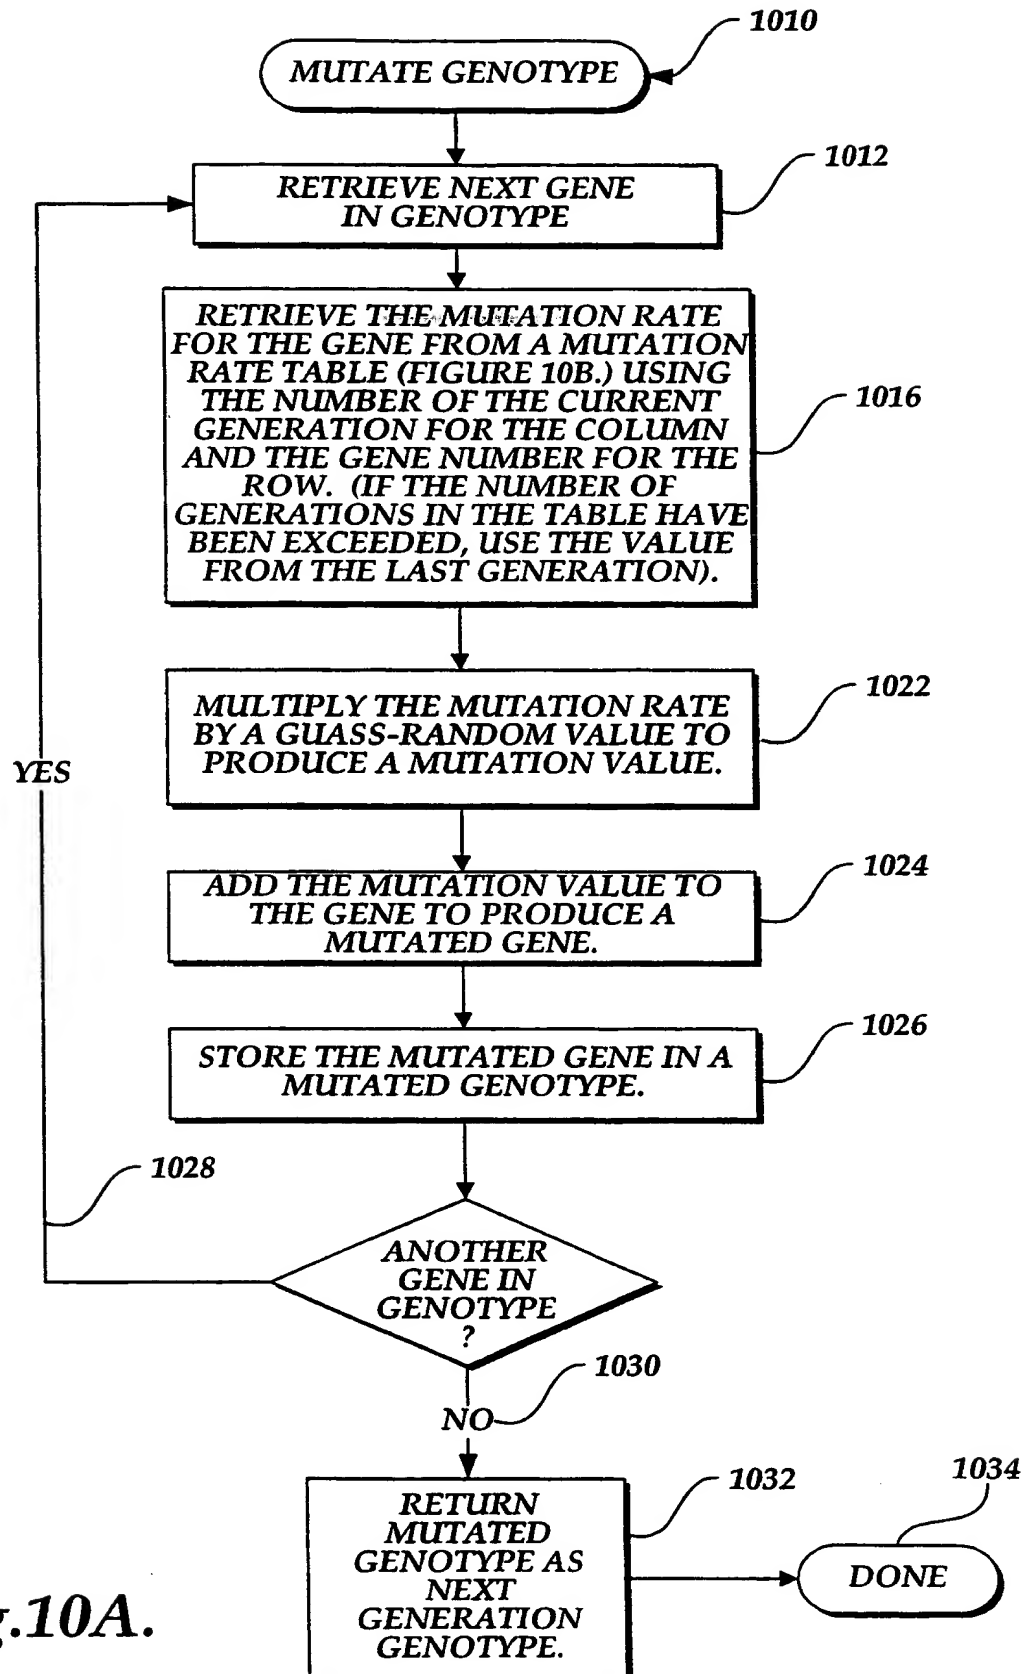 1010
MUTATE GENOTYPE
1012
RETRIEVE NEXT GENE
IN GENOTYPE
RETRIEVE THE MUTATION RATE
FOR THE GENE FROM A MUTATION
RATE TABLE (FIGURE 10B.) USING
THE NUMBER OF THE CURRENT
GENERATION FOR THE COLUMN
AND THE GENE NUMBER FOR THE
ROW. (IF THE NUMBER OF
GENERATIONS IN THE TABLE HAVE
BEEN EXCEEDED, USE THE VALUE
FROM THE LAST GENERATION).
1016
MULTIPLY THE MUTATION RATE
BY A GUASS-RANDOM VALUE TO
PRODUCE A MUTATION VALUE.
1022
YES
ADD THE MUTATION VALUE TO
THE GENE TO PRODUCE A
MUTATED GENE.
1024
STORE THE MUTATED GENE IN A
MUTATED GENOTYPE.
1026
1028
ANOTHER
GENE IN
GENOTYPE
?
1030
NO
RETURN
MUTATED
GENOTYPE AS
NEXT
GENERATION
GENOTYPE.
1032
1034
DONE
g.10A.